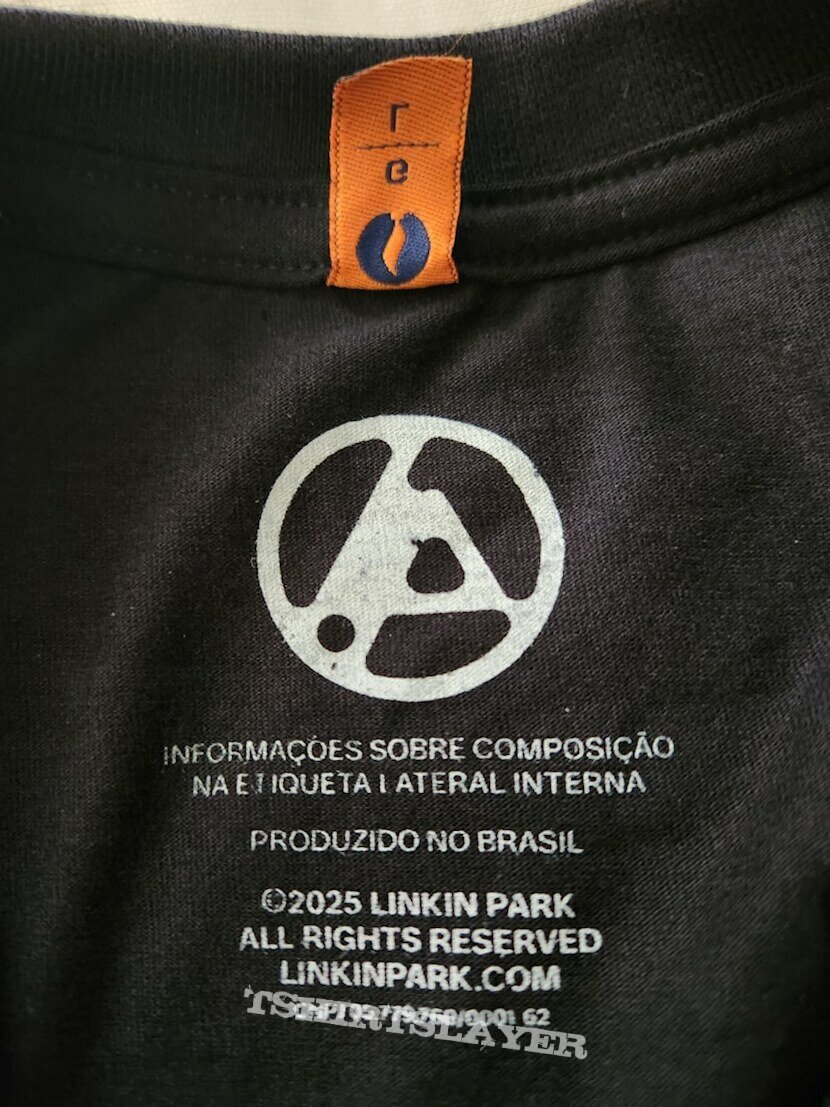 INFORMAÇÕES SOBRE COMPOSIÇÃO
NA ETIQUETA LATERAL INTERNA
PRODUZIDO NO BRASIL
©2025 LINKIN PARK
ALL RIGHTS RESERVED
LINKINPARK.COM
TSHIRTSLAYER